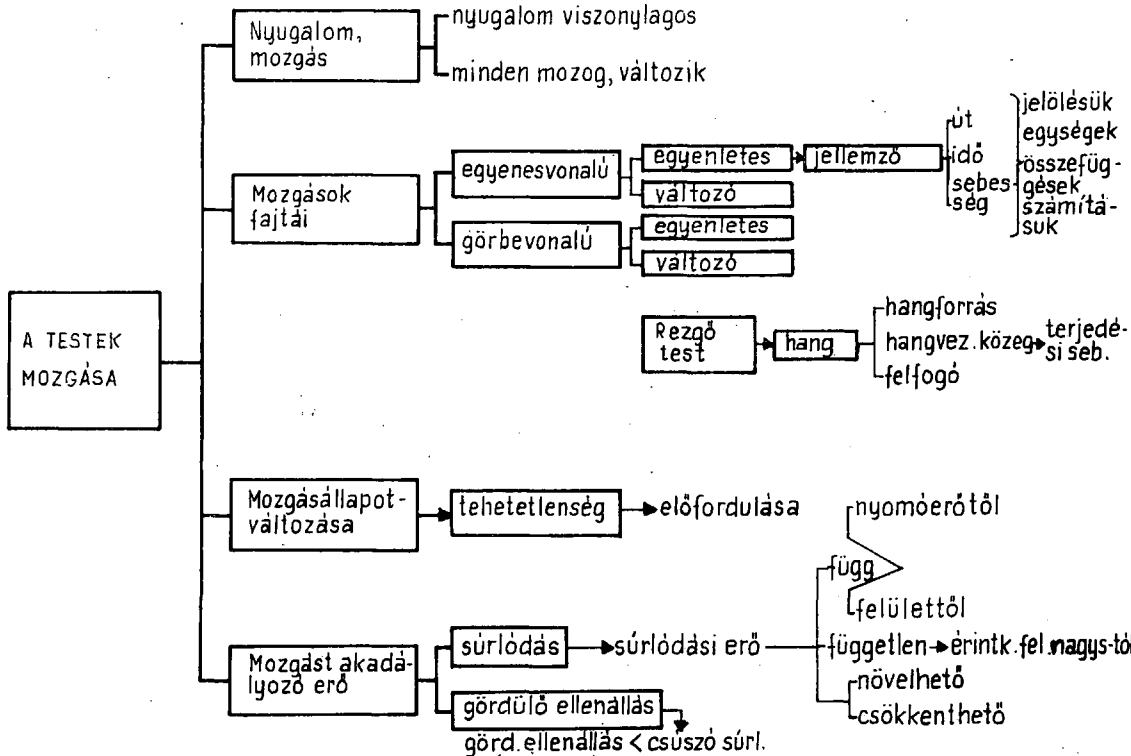 Nyugalom,
mozgás
nyugalom viszonylagos
minden mozog, változik
Mozgások
fajtái
egyenesvonalú
egyenletes
változó
jellemző
út
idő
sebes-
ség
jelölésük
egységek
összefüg-
gések
számítá-
suk
görbevonalú
egyenletes
változó
A TESTEK
MOZGÁSA
Rezgő
test
hang
hangforrás
hangvez. közeg
felfogó
terjedé-
si seb.
Mozgásállapot-
változása
tehetetlenség
előfordulása
Mozgást akadá-
lyozó erő
súrlódás
súrlódási erő
függ
nyomóerőtől
felülettől
független
érintk. fel. nagys-tól
növelhető
csökkenthető
gördülő ellenállás
görd. ellenállás < csúszó súrl.